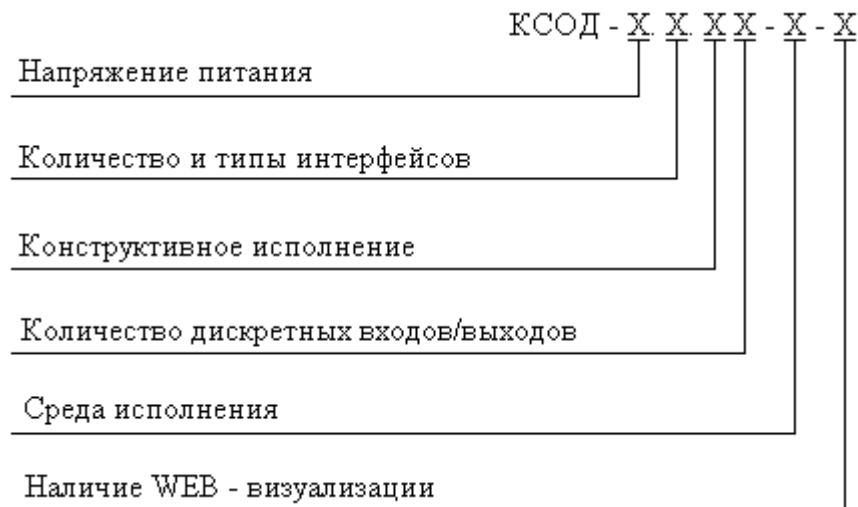 КСОД - X. X. X X - X - X
Напряжение питания
Количество и типы интерфейсов
Конструктивное исполнение
Количество дискретных входов/выходов
Среда исполнения
Наличие WEB - визуализации